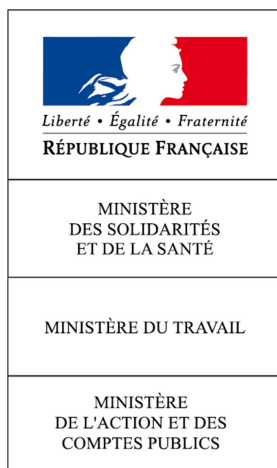 Liberté • Égalité • Fraternité
RÉPUBLIQUE FRANÇAISE
MINISTÈRE
DES SOLIDARITÉS
ET DE LA SANTÉ
MINISTÈRE DU TRAVAIL
MINISTÈRE
DE L'ACTION ET DES
COMPTES PUBLICS